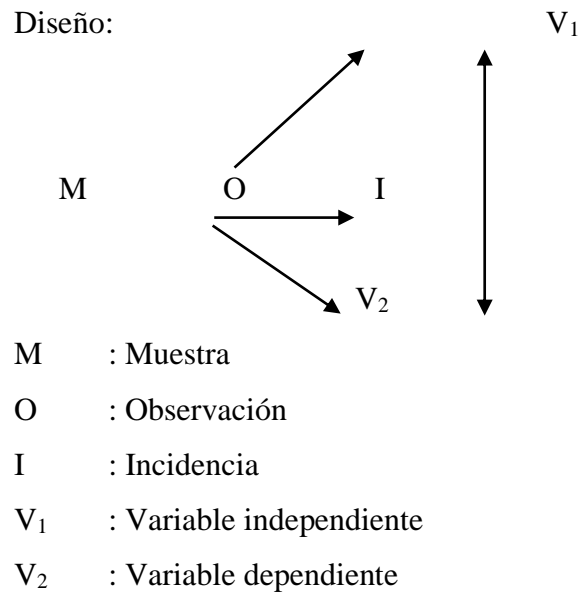 Diseño: V₁
M O I
V₂
M : Muestra
O : Observación
I : Incidencia
V₁ : Variable independiente
V₂ : Variable dependiente